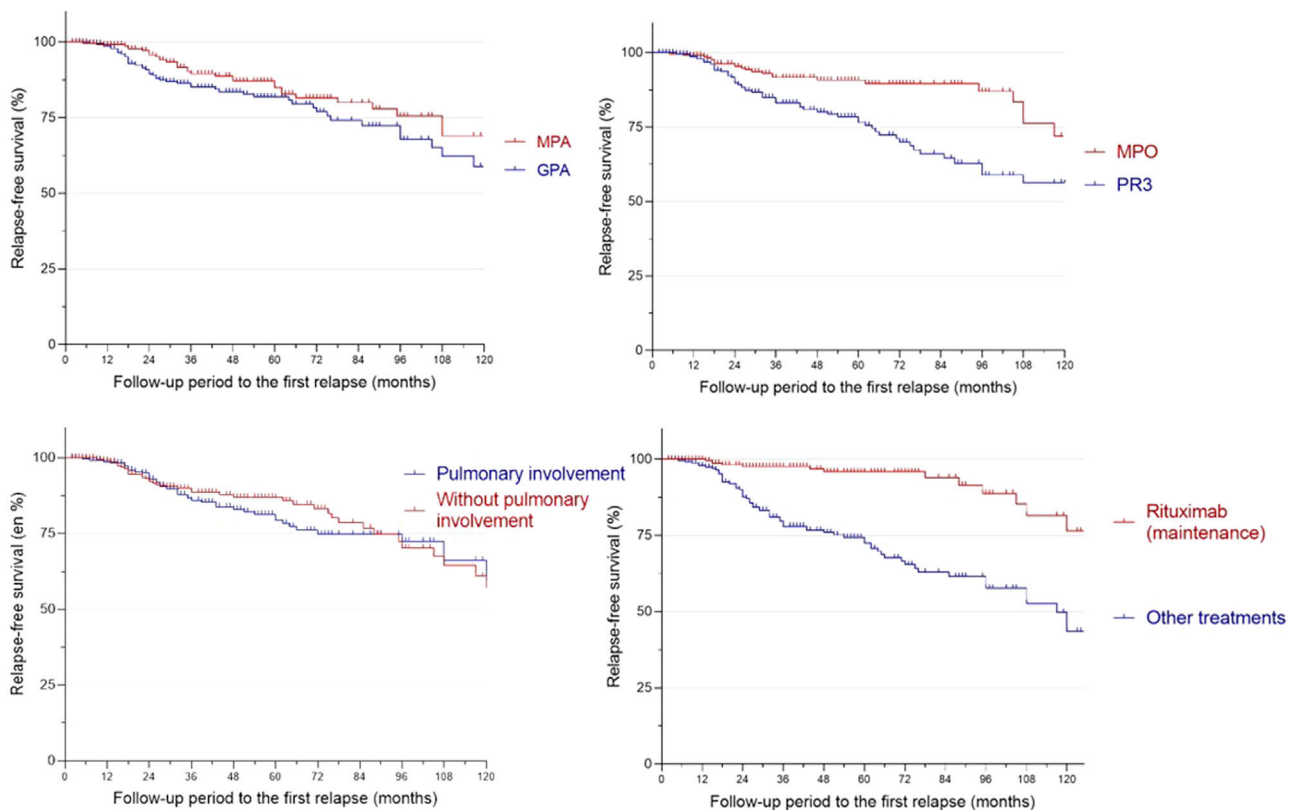 Relapse-free survival (%)
100
75
50
25
0
0 12 24 36 48 60 72 84 96 108 120
Follow-up period to the first relapse (months)
MPA
GPA
Relapse-free survival (%)
100
75
50
25
0
0 12 24 36 48 60 72 84 96 108 120
Follow-up period to the first relapse (months)
MPO
PR3
Relapse-free survival (en %)
100
75
50
25
0
0 12 24 36 48 60 72 84 96 108 120
Follow-up period to the first relapse (months)
Pulmonary involvement
Without pulmonary
involvement
Relapse-free survival (%)
100
75
50
25
0
0 12 24 36 48 60 72 84 96 108 120
Follow-up period to the first relapse (months)
Rituximab
(maintenance)
Other treatments